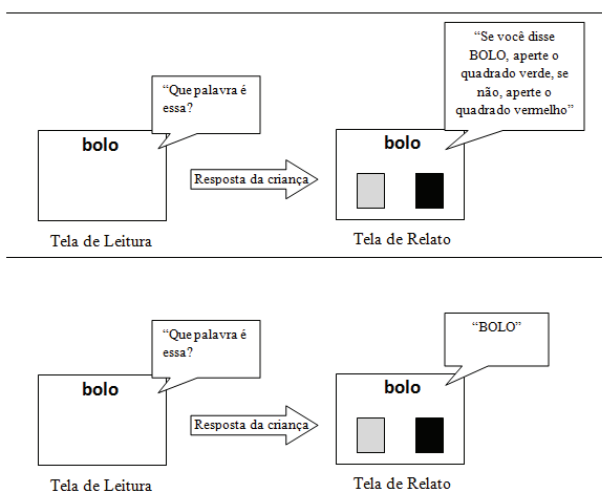 “Se você disse
BOLO, aperte o
quadrado verde, se
não, aperte o
quadrado vermelho”
“Que palavra é
essa?
bolo
bolo
Resposta da criança
Tela de Leitura
Tela de Relato
“BOLO”
“Que palavra é
essa?
bolo
bolo
Resposta da criança
Tela de Leitura
Tela de Relato